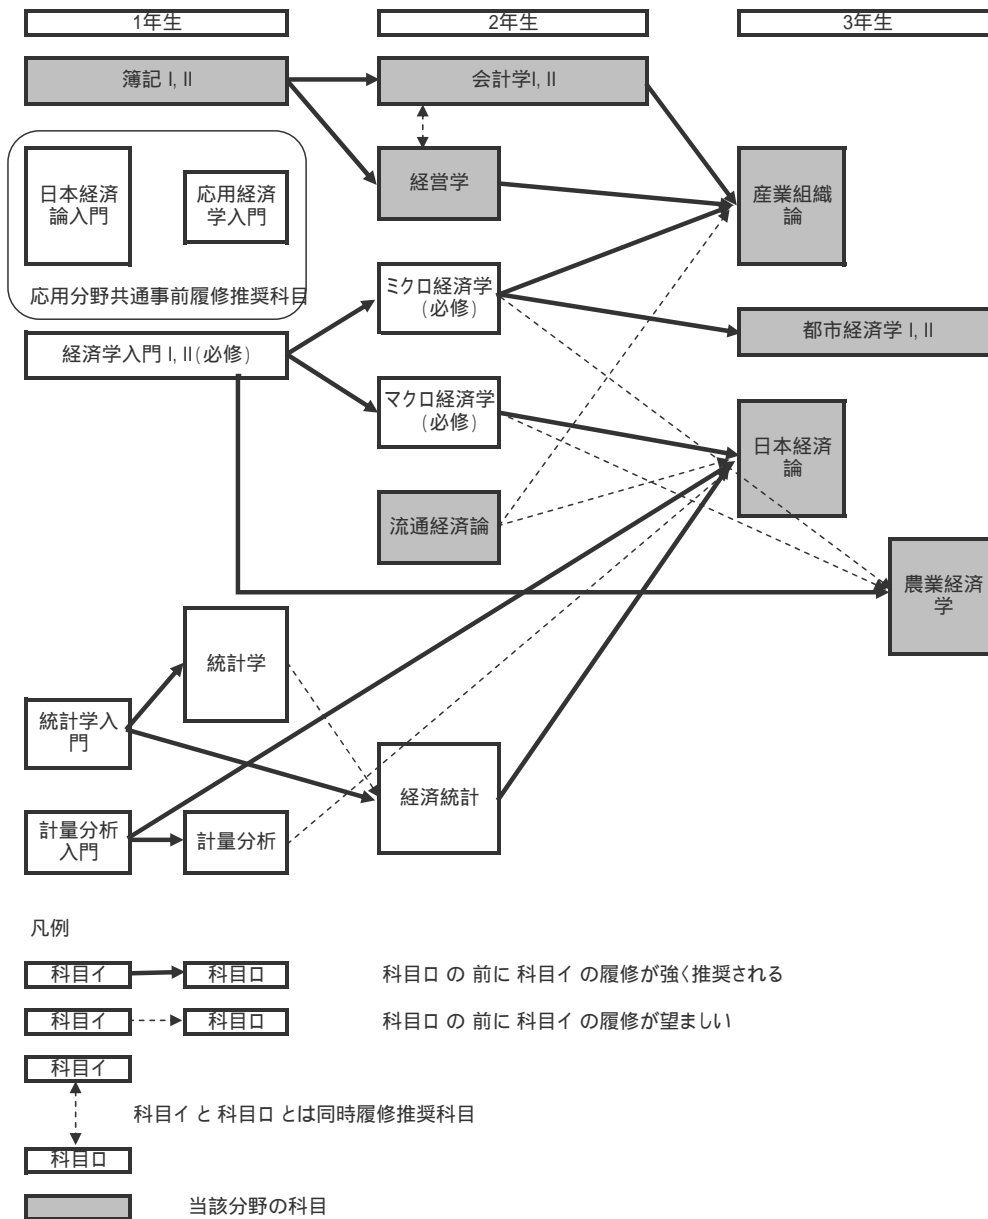 1年生
2年生
3年生
簿記 I, II
会計学I, II
日本経済
論入門
応用経済
学入門
経営学
産業組織
論
応用分野共通事前履修推奨科目
ミクロ経済学
(必修)
都市経済学 I, II
経済学入門 I, II(必修)
マクロ経済学
(必修)
日本経済
論
流通経済論
農業経済
学
統計学
統計学入
門
経済統計
計量分析
入門
計量分析
凡例
科目イ
科目ロ
科目ロ の 前に 科目イ の履修が強く推奨される
科目イ
科目ロ
科目ロ の 前に 科目イ の履修が望ましい
科目イ
科目イ と 科目ロ とは同時履修推奨科目
科目ロ
当該分野の科目